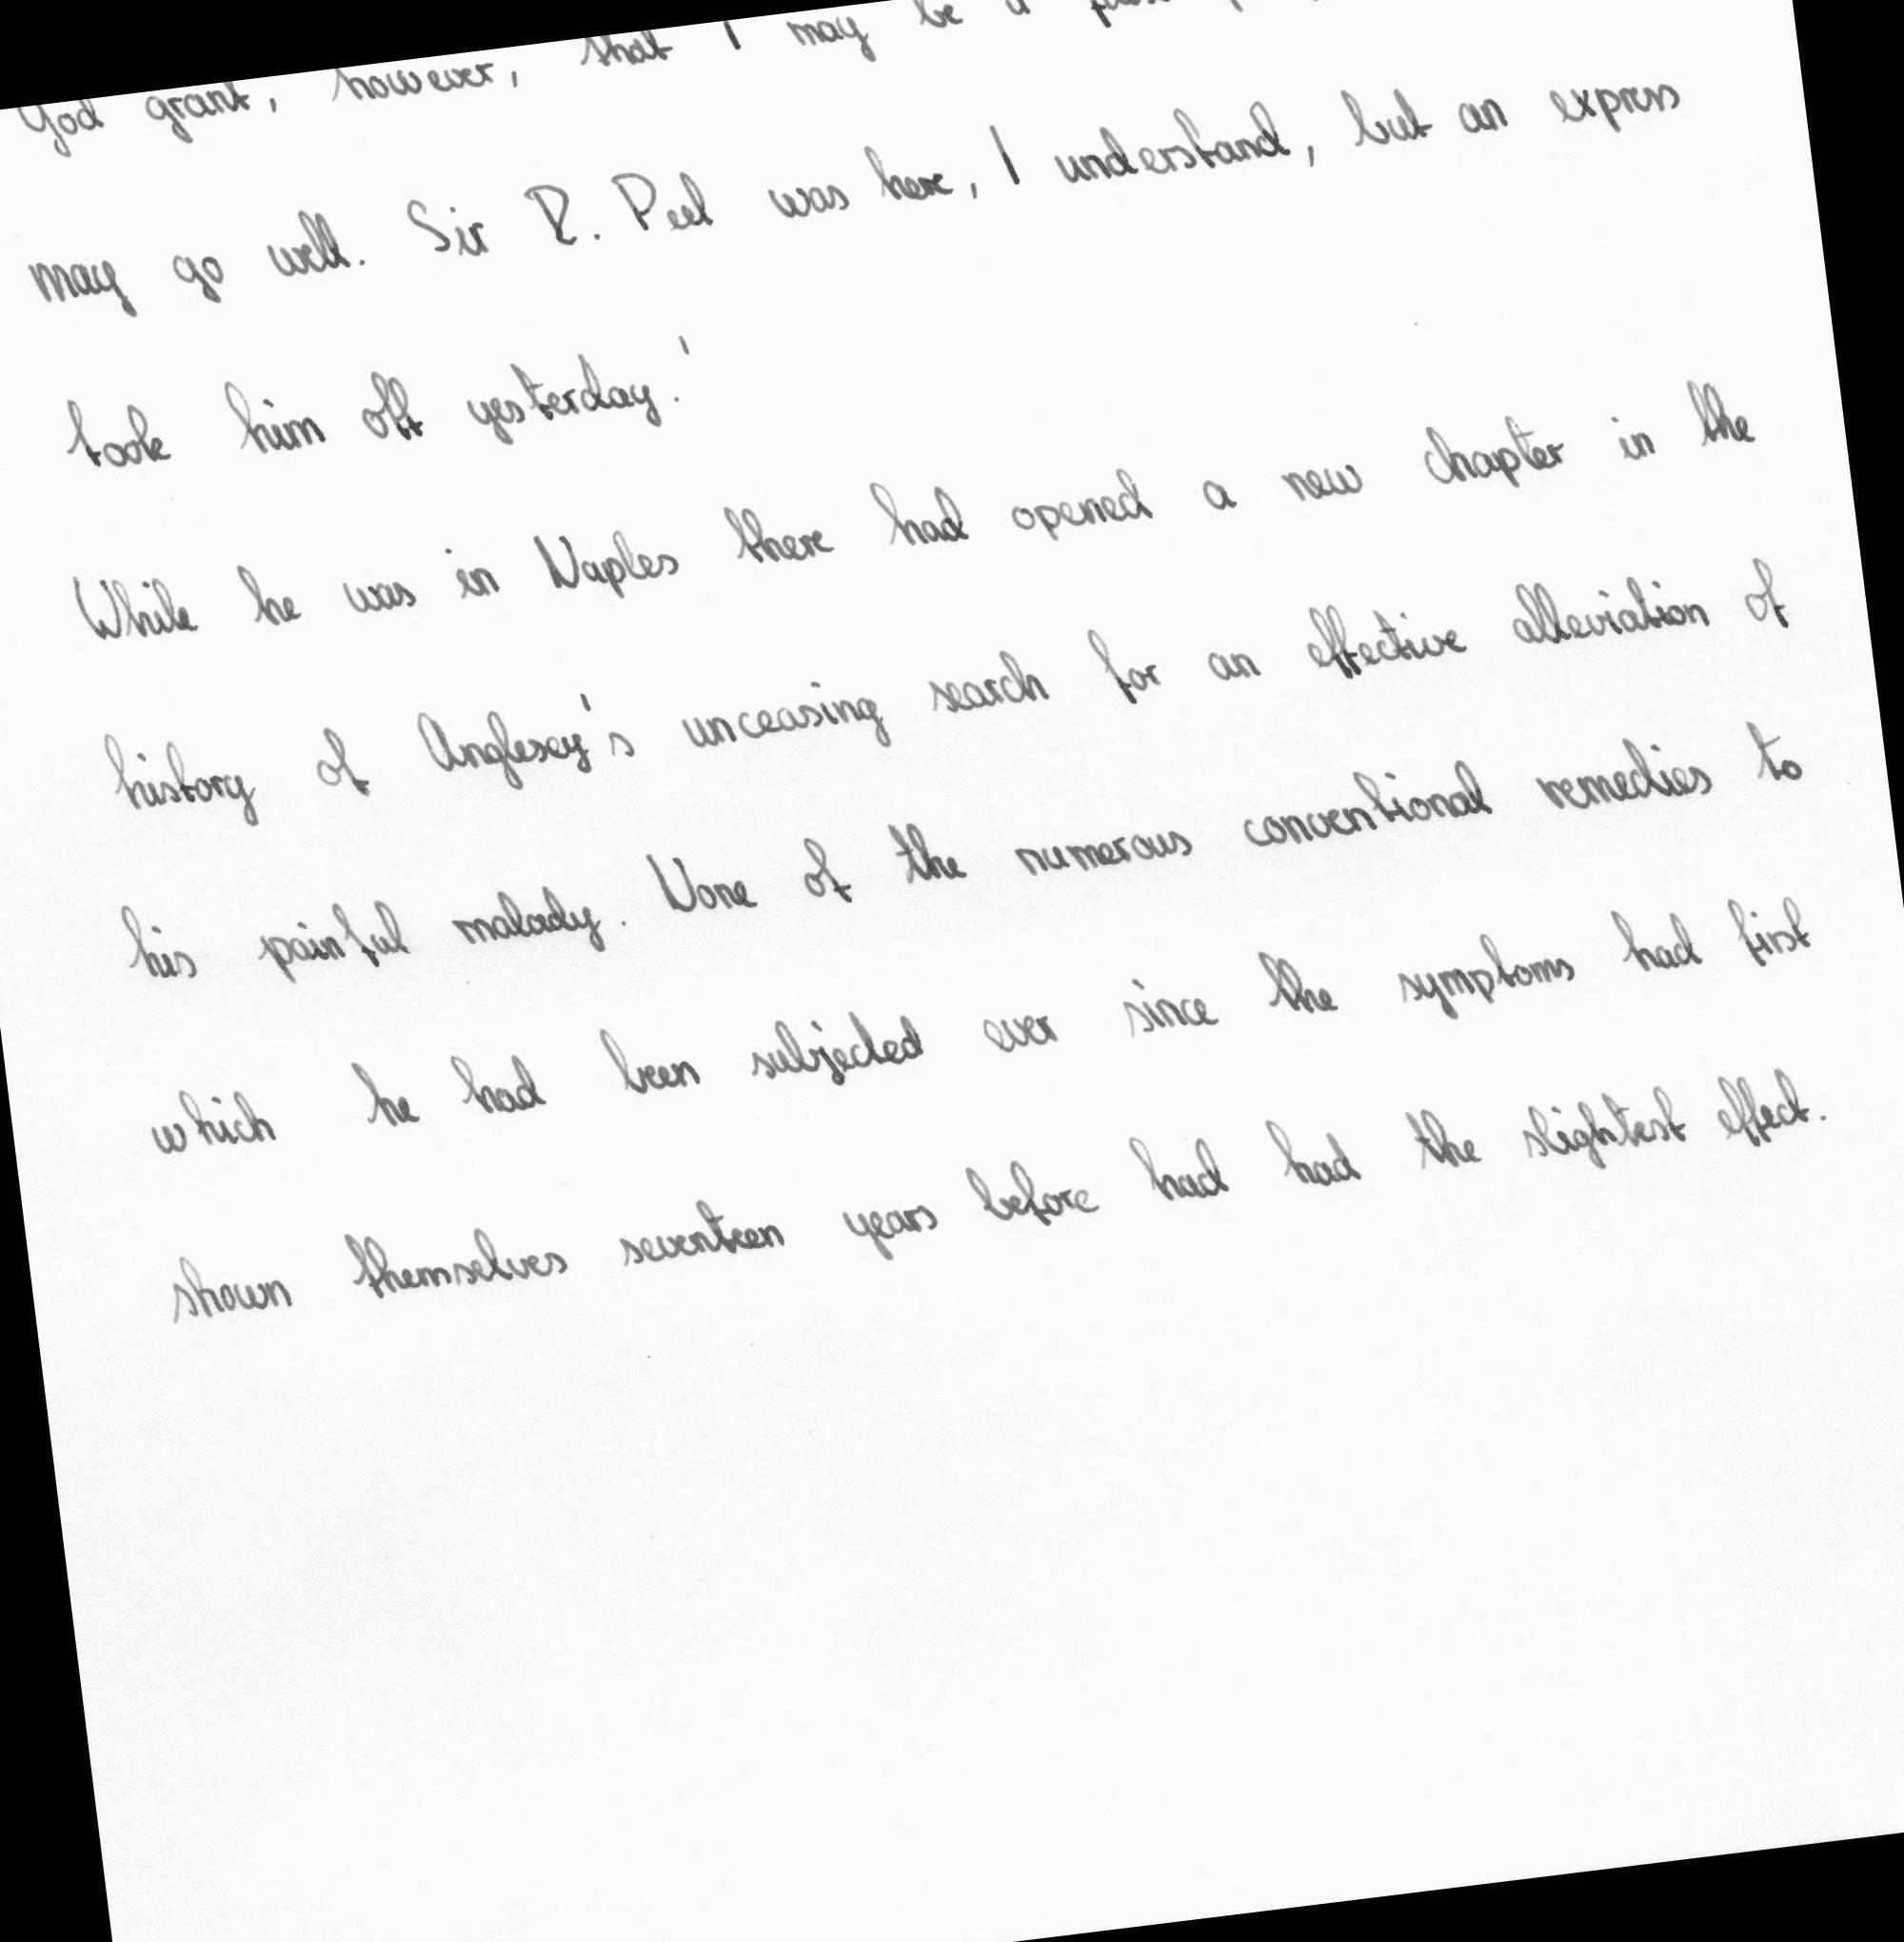 God grant, however, that I may be a
may go well. Sir R. Peel was here, I understand, but an express
took him off yesterday.'
While he was in Naples there had opened a new chapter in the
history of Anglesey's unceasing search for an effective alleviation of
his painful malady. None of the numerous conventional remedies to
which he had been subjected ever since the symptoms had first
shown themselves seventeen years before had had the slightest effect.